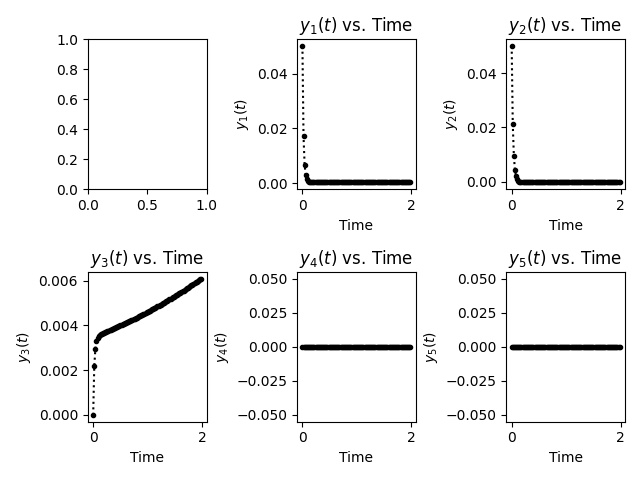 1.0
0.8
0.6
0.4
0.2
0.0
0.0 0.5 1.0
y₁(t) vs. Time
y₁(t)
0.04
0.02
0.00
0 2
Time
y₂(t) vs. Time
y₂(t)
0.04
0.02
0.00
0 2
Time
y₃(t) vs. Time
y₃(t)
0.006
0.004
0.002
0.000
0 2
Time
y₄(t) vs. Time
y₄(t)
0.050
0.025
0.000
−0.025
−0.050
0 2
Time
y₅(t) vs. Time
y₅(t)
0.050
0.025
0.000
−0.025
−0.050
0 2
Time